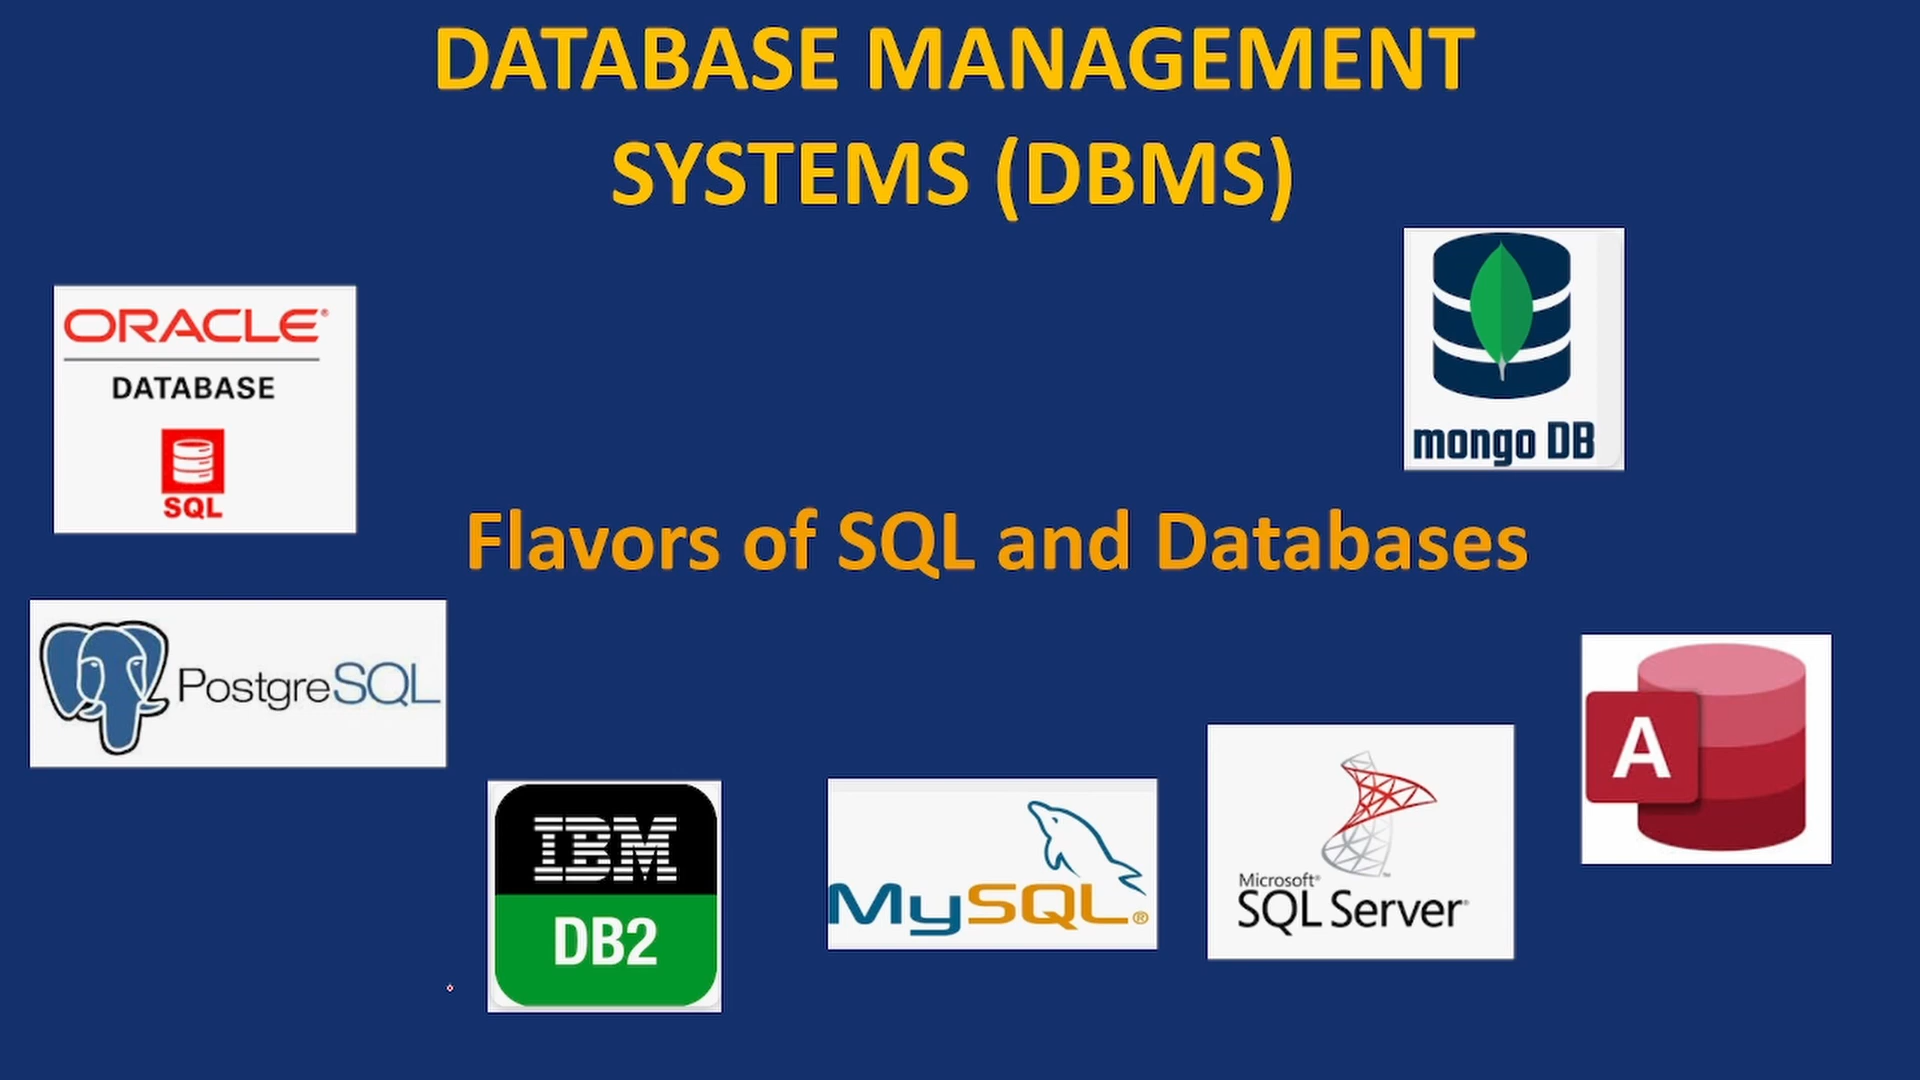 DATABASE MANAGEMENT
SYSTEMS (DBMS)
ORACLE®
DATABASE
SQL
mongo DB
Flavors of SQL and Databases
PostgreSQL
IBM
DB2
MySQL®
Microsoft®
SQL Server®
A